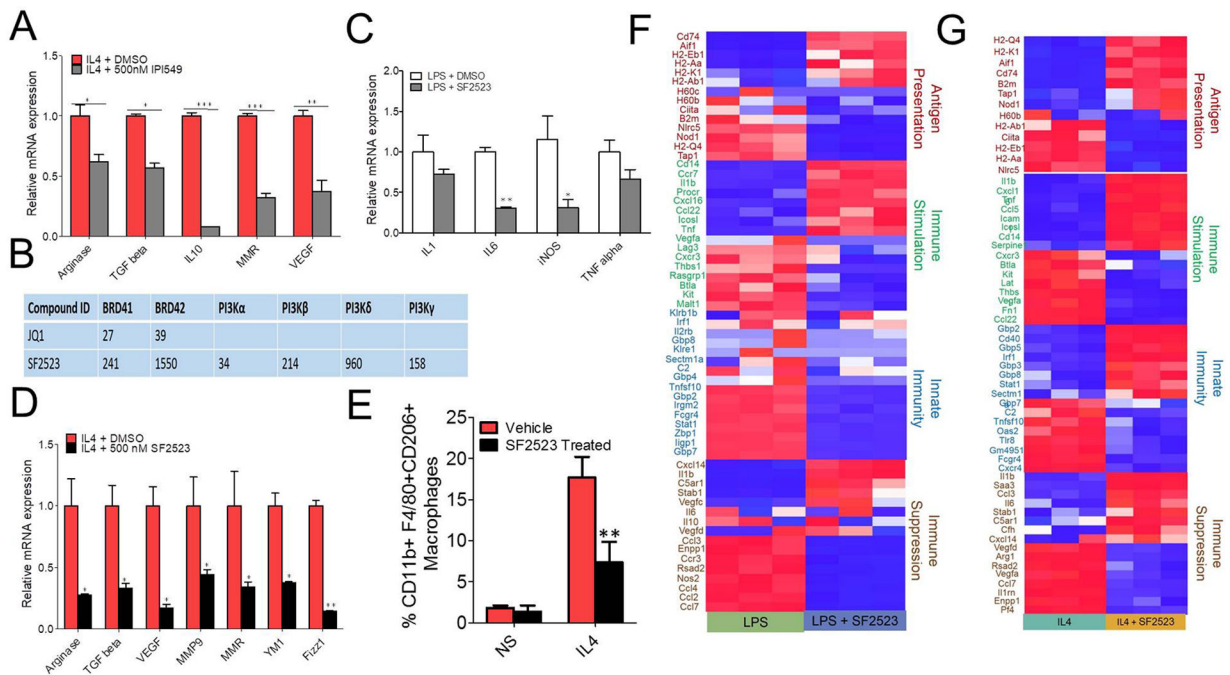 A
IL4 + DMSO
IL4 + 500nM IPI549
Relative mRNA expression
1.5
1.0
0.5
0.0
*
*
***
***
**
Arginase
TGF beta
IL10
MMR
VEGF
B
Compound ID BRD41 BRD42 PI3Kα PI3Kβ PI3Kδ PI3Kγ
JQ1 27 39
SF2523 241 1550 34 214 960 158
C
LPS + DMSO
LPS + SF2523
Relative mRNA expression
2.0
1.5
1.0
0.5
0.0
**
*
IL1
IL6
iNOS
TNF alpha
D
IL4 + DMSO
IL4 + 500 nM SF2523
Relative mRNA expression
1.5
1.0
0.5
0.0
*
*
*
*
*
*
**
Arginase
TGF beta
VEGF
MMP9
MMR
YM1
Fizz1
E
Vehicle
SF2523 Treated
% CD11b+ F4/80+CD206+
Macrophages
25
20
15
10
5
0
**
NS
IL4
F
Cd74
Aif1
H2-Eb1
H2-Aa
H2-K1
H2-Ab1
H60c
H60b
Ciita
B2m
Nlrc5
Nod1
H2-Q4
Tap1
Antigen
Presentation
Cd14
Ccr7
Il1b
Procr
Cxcl16
Ccl22
Icosl
Tnf
Vegfa
Lag3
Cxcr3
Thbs1
Rasgrp1
Btla
Kit
Malt1
Immune
Stimulation
Klrb1b
Irf1
Il2rb
Gbp8
Klre1
Sectm1a
C2
Gbp4
Tnfsf10
Gbp2
Irgm2
Fcgr4
Stat1
Zbp1
Iigp1
Gbp7
Innate
Immunity
Cxcl14
Il1b
C5ar1
Stab1
Vegfc
Il6
Il10
Vegfd
Ccl3
Enpp1
Ccr3
Rsad2
Nos2
Ccl4
Ccl2
Ccl7
Immune
Suppression
LPS
LPS + SF2523
G
H2-Q4
H2-K1
Aif1
Cd74
B2m
Tap1
Nod1
H60b
H2-Ab1
Ciita
H2-Eb1
H2-Aa
Nlrc5
Antigen
Presentation
Il1b
Cxcl1
Tnf
Ccl5
Icam
Icosl
Cd14
Serpine
Cxcr3
Btla
Kit
Lat
Thbs
Vegfa
Fn1
Ccl22
Immune
Stimulation
Gbp2
Cd40
Gbp5
Irf1
Gbp3
Gbp8
Stat1
Sectm1
Gbp7
C2
Tnfsf10
Oas2
Tlr8
Gm4951
Fcgr4
Cxcr4
Innate
Immunity
Il1b
Saa3
Ccl3
Il6
Stab1
C5ar1
Cfh
Cxcl14
Vegfd
Arg1
Rsad2
Vegfa
Ccl7
Il1rn
Enpp1
Pf4
Immune
Suppression
IL4
IL4 + SF2523